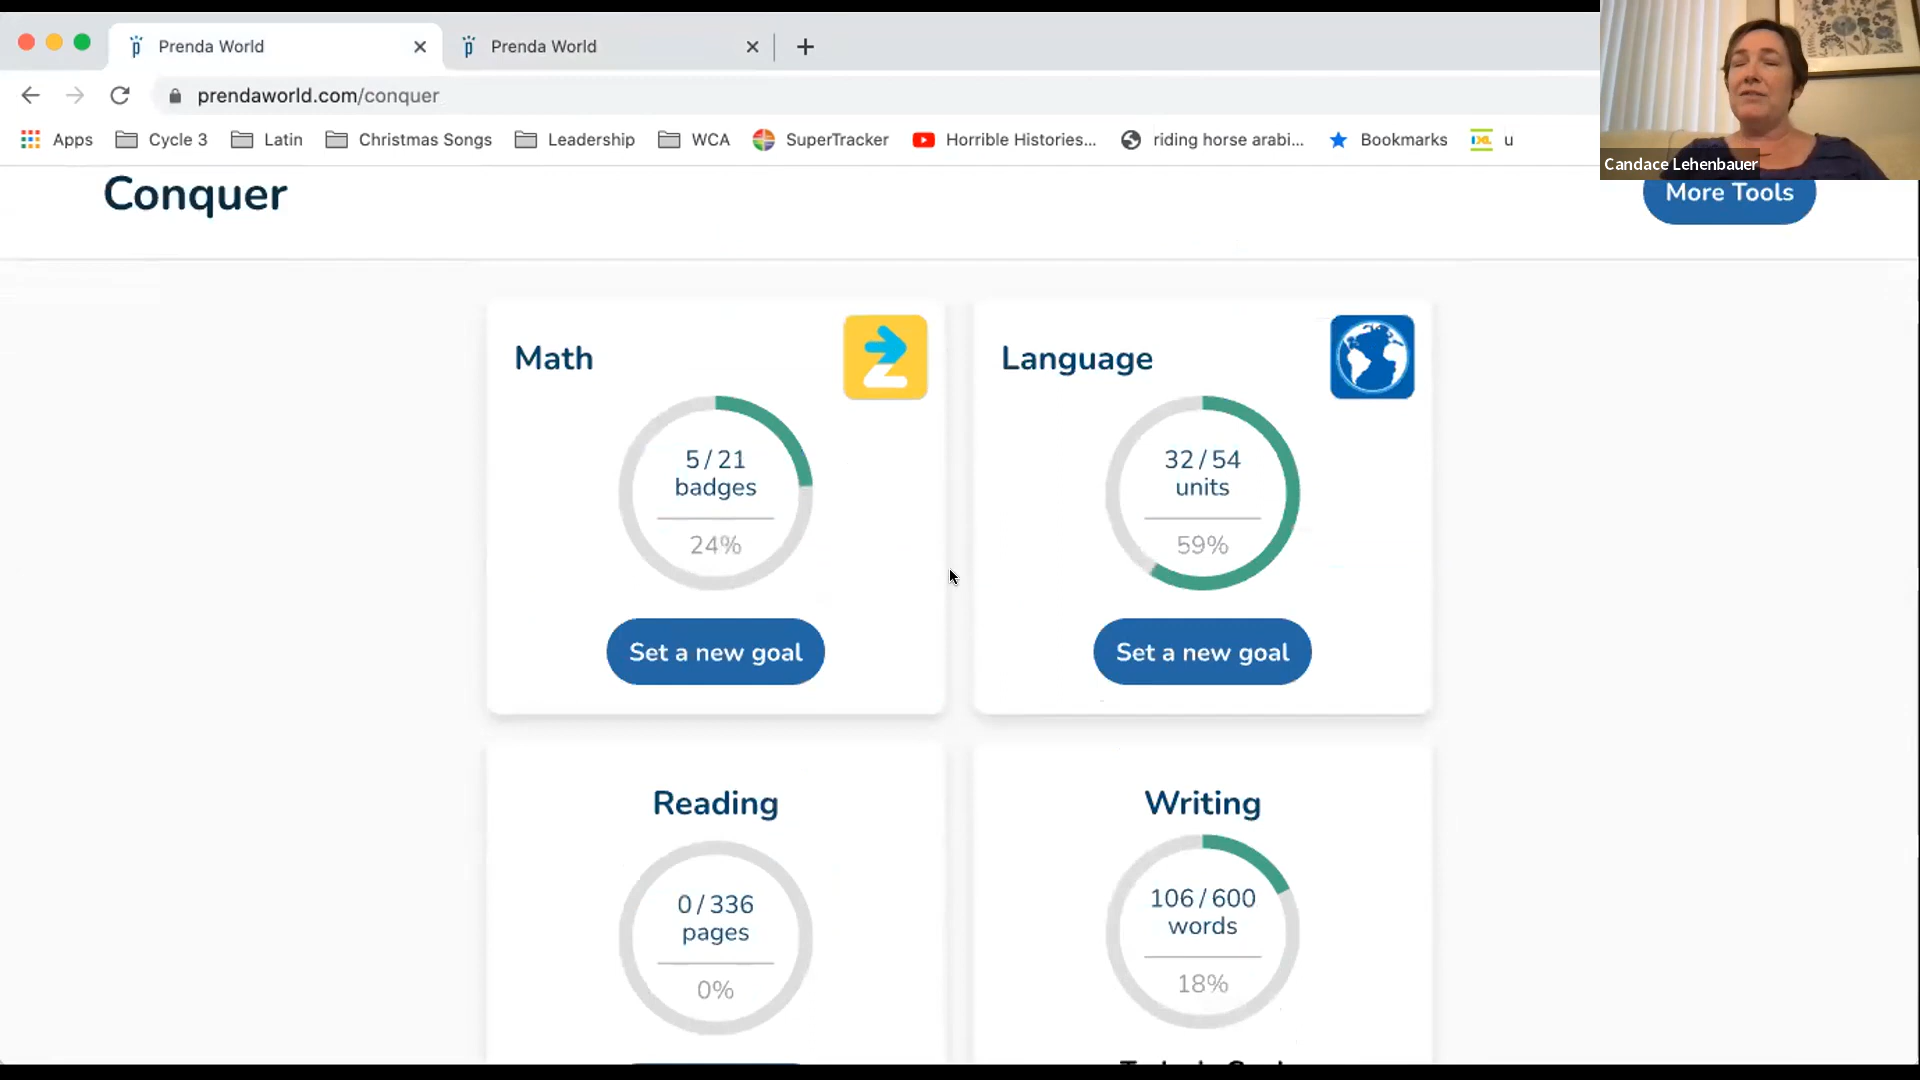 Prenda World
Prenda World
prendaworld.com/conquer
Apps
Cycle 3
Latin
Christmas Songs
Leadership
WCA
SuperTracker
Horrible Histories...
riding horse arabi...
Bookmarks
IXL
u
Candace Lehenbauer
Conquer
More Tools
Math
5 / 21
badges
24%
Set a new goal
Language
32 / 54
units
59%
Set a new goal
Reading
0 / 336
pages
0%
Writing
106 / 600
words
18%